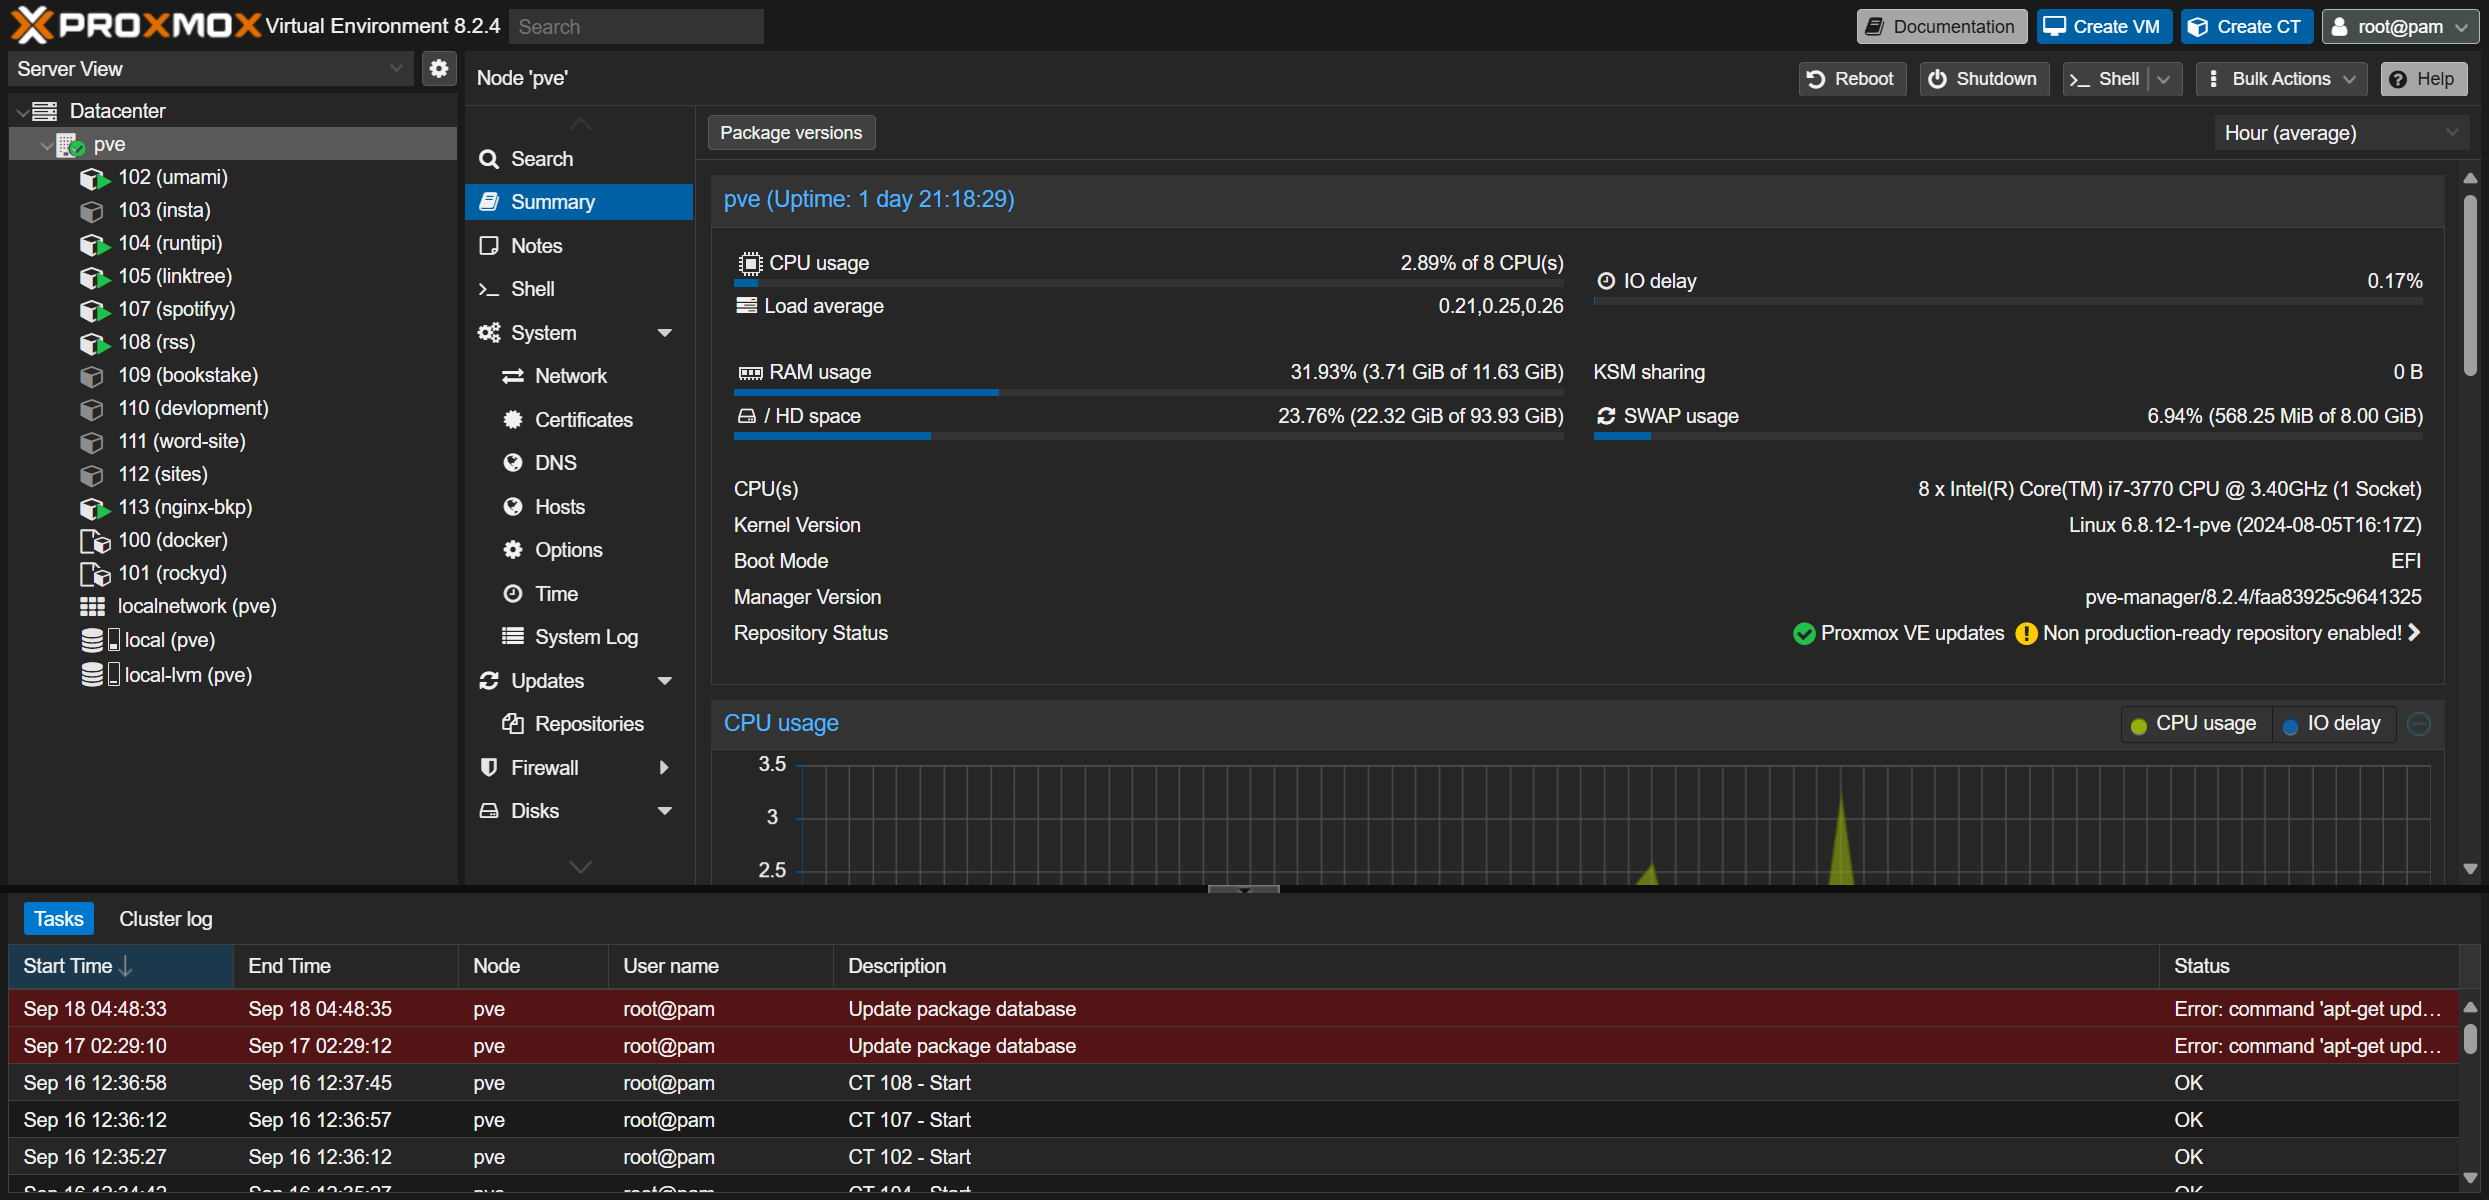 PROXMOX Virtual Environment 8.2.4 Search Documentation Create VM Create CT root@pam
Server View
Datacenter
pve
102 (umami)
103 (insta)
104 (runtipi)
105 (linktree)
107 (spotifyy)
108 (rss)
109 (bookstake)
110 (devlopment)
111 (word-site)
112 (sites)
113 (nginx-bkp)
100 (docker)
101 (rockyd)
localnetwork (pve)
local (pve)
local-lvm (pve)
Node 'pve' Reboot Shutdown Shell Bulk Actions Help
Search
Summary
Notes
Shell
System
Network
Certificates
DNS
Hosts
Options
Time
System Log
Updates
Repositories
Firewall
Disks
Package versions Hour (average)
pve (Uptime: 1 day 21:18:29)
CPU usage 2.89% of 8 CPU(s)
IO delay 0.17%
Load average 0.21,0.25,0.26
RAM usage 31.93% (3.71 GiB of 11.63 GiB) KSM sharing 0 B
/ HD space 23.76% (22.32 GiB of 93.93 GiB) SWAP usage 6.94% (568.25 MiB of 8.00 GiB)
CPU(s) 8 x Intel(R) Core(TM) i7-3770 CPU @ 3.40GHz (1 Socket)
Kernel Version Linux 6.8.12-1-pve (2024-08-05T16:17Z)
Boot Mode EFI
Manager Version pve-manager/8.2.4/faa83925c9641325
Repository Status Proxmox VE updates Non production-ready repository enabled!
CPU usage CPU usage IO delay
3.5
3
2.5
Tasks Cluster log
Start Time End Time Node User name Description Status
Sep 18 04:48:33 Sep 18 04:48:35 pve root@pam Update package database Error: command 'apt-get upd...
Sep 17 02:29:10 Sep 17 02:29:12 pve root@pam Update package database Error: command 'apt-get upd...
Sep 16 12:36:58 Sep 16 12:37:45 pve root@pam CT 108 - Start OK
Sep 16 12:36:12 Sep 16 12:36:57 pve root@pam CT 107 - Start OK
Sep 16 12:35:27 Sep 16 12:36:12 pve root@pam CT 102 - Start OK